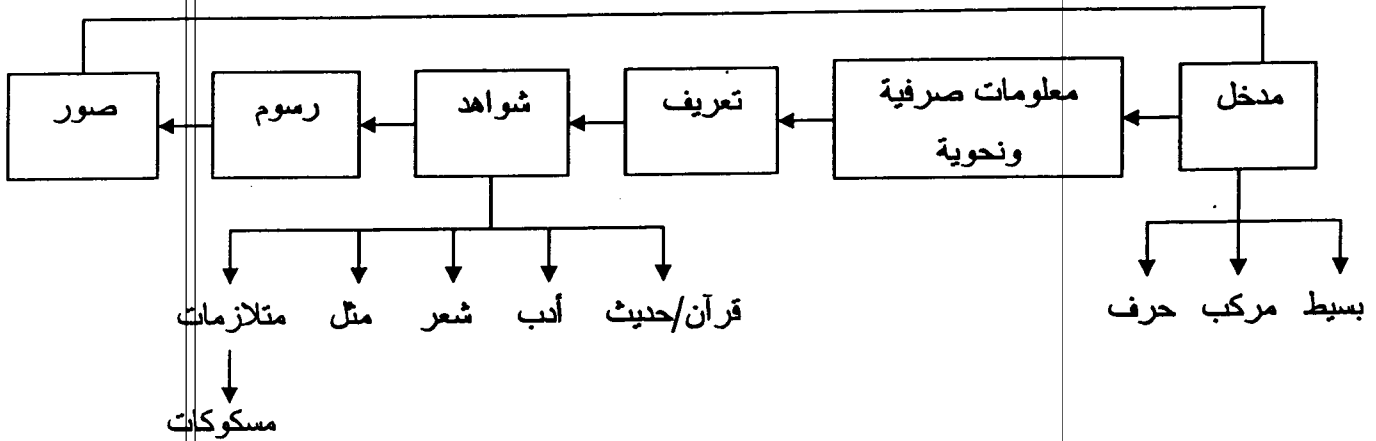 مدخل
معلومات صرفية
ونحوية
تعريف
شواهد
رسوم
صور
بسيط
مركب
حرف
قرآن/حديث
أدب
شعر
مثل
متلازمات
مسكوكات